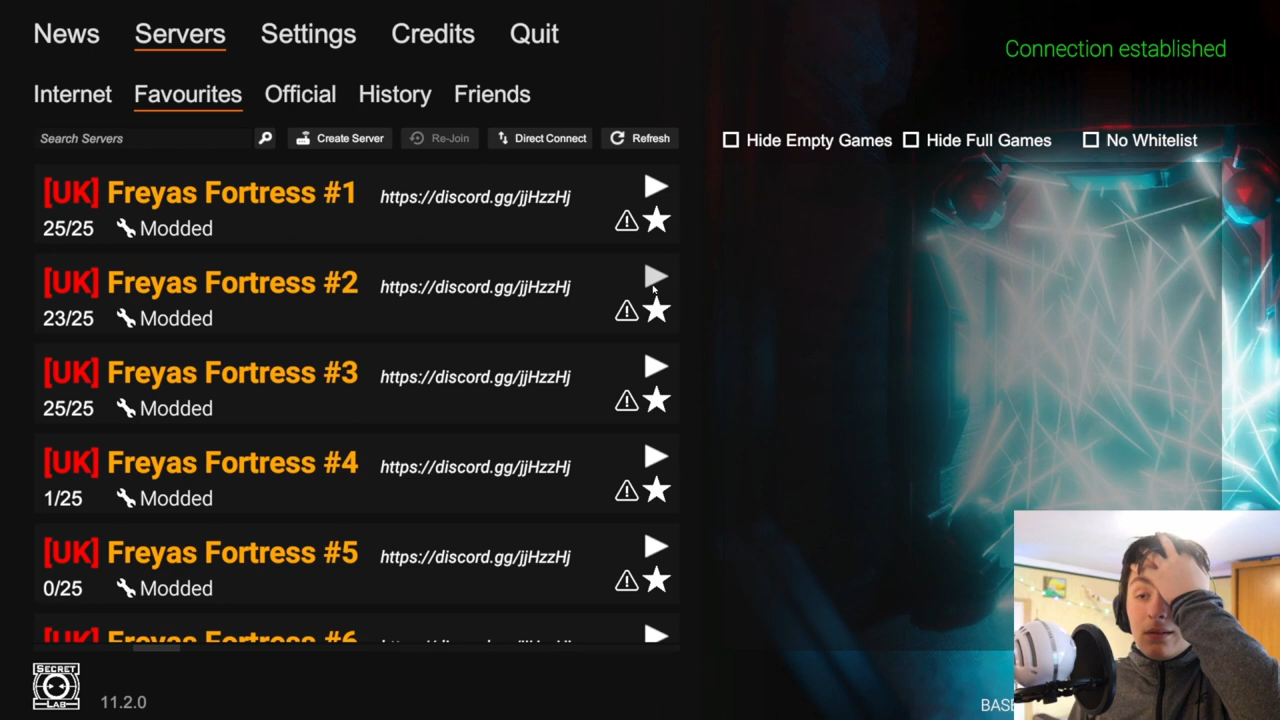 News Servers Settings Credits Quit
Connection established
Internet Favourites Official History Friends
Search Servers Create Server Re-Join Direct Connect Refresh
Hide Empty Games Hide Full Games No Whitelist
[UK] Freyas Fortress #1 https://discord.gg/jjHzzHj
25/25 Modded
[UK] Freyas Fortress #2 https://discord.gg/jjHzzHj
23/25 Modded
[UK] Freyas Fortress #3 https://discord.gg/jjHzzHj
25/25 Modded
[UK] Freyas Fortress #4 https://discord.gg/jjHzzHj
1/25 Modded
[UK] Freyas Fortress #5 https://discord.gg/jjHzzHj
0/25 Modded
[UK] Freyas Fortress #6
SECRET
LAB
11.2.0